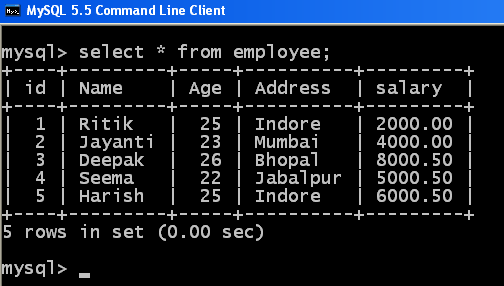 MySQL 5.5 Command Line Client
mysql> select * from employee;
+----+---------+-----+----------+---------+
| id | Name    | Age | Address  | salary  |
+----+---------+-----+----------+---------+
|  1 | Ritik   |  25 | Indore   | 2000.00 |
|  2 | Jayanti |  23 | Mumbai   | 4000.00 |
|  3 | Deepak  |  26 | Bhopal   | 8000.50 |
|  4 | Seema   |  22 | Jabalpur | 5000.50 |
|  5 | Harish  |  25 | Indore   | 6000.50 |
+----+---------+-----+----------+---------+
5 rows in set (0.00 sec)
mysql> _